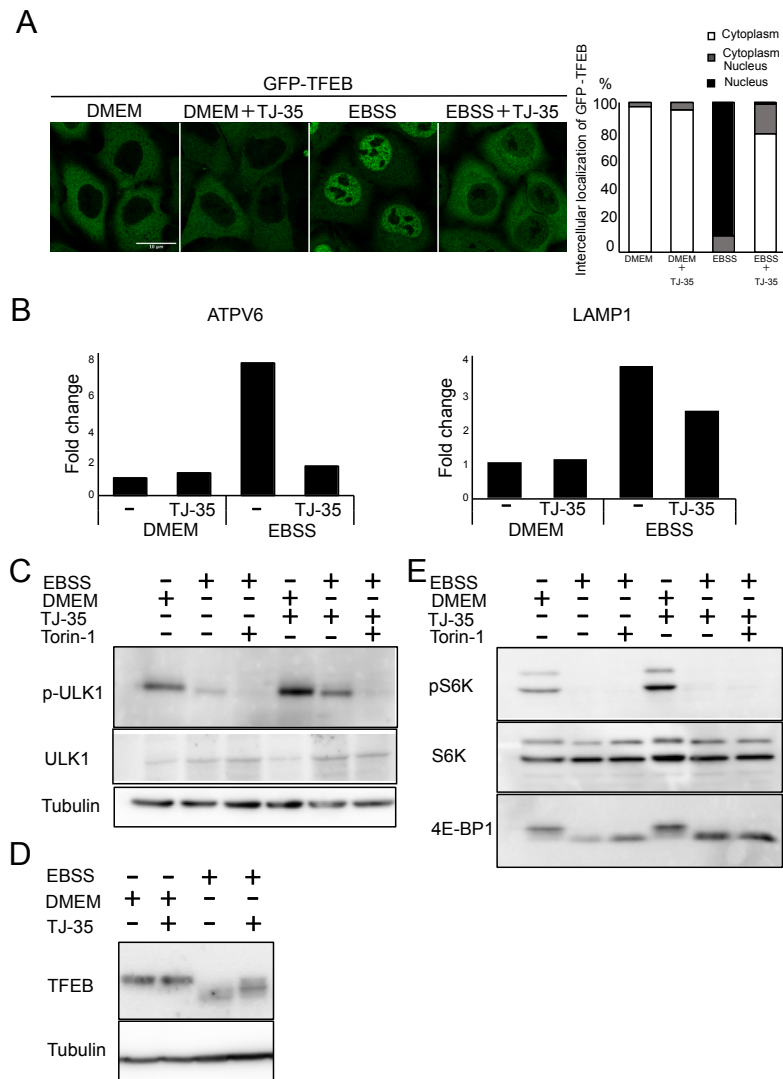 A
GFP-TFEB
DMEM
DMEM+TJ-35
EBSS
EBSS+TJ-35
10 μm
Intercellular localization of GFP -TFEB
%
100
80
60
40
20
0
Cytoplasm
Cytoplasm
Nucleus
Nucleus
DMEM
DMEM
+
TJ-35
EBSS
EBSS
+
TJ-35
B
ATPV6
Fold change
8
6
4
2
0
- TJ-35 - TJ-35
DMEM EBSS
LAMP1
Fold change
4
3
2
1
0
- TJ-35 - TJ-35
DMEM EBSS
C
EBSS - + + - + +
DMEM + - - + - -
TJ-35 - - - + + +
Torin-1 - - + - - +
p-ULK1
ULK1
Tubulin
E
EBSS - + + - + +
DMEM + - - + - -
TJ-35 - - - + + +
Torin-1 - - + - - +
pS6K
S6K
4E-BP1
D
EBSS - - + +
DMEM + + - -
TJ-35 - + - +
TFEB
Tubulin